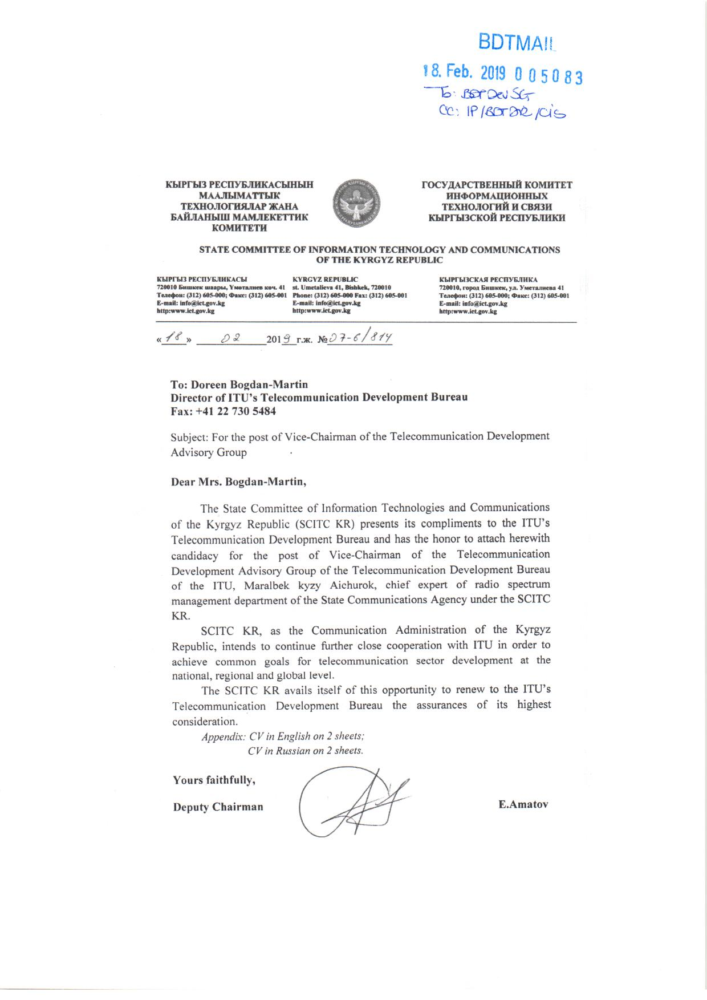 BDTMAIL
18. Feb. 2019 005083
To: BDT Dev SG
CC: IP/BDT DIR/CIS
КЫРГЫЗ РЕСПУБЛИКАСЫНЫН
МААЛЫМАТТЫК
ТЕХНОЛОГИЯЛАР ЖАНА
БАЙЛАНЫШ МАМЛЕКЕТТИК
КОМИТЕТИ
ГОСУДАРСТВЕННЫЙ КОМИТЕТ
ИНФОРМАЦИОННЫХ
ТЕХНОЛОГИЙ И СВЯЗИ
КЫРГЫЗСКОЙ РЕСПУБЛИКИ
STATE COMMITTEE OF INFORMATION TECHNOLOGY AND COMMUNICATIONS
OF THE KYRGYZ REPUBLIC
КЫРГЫЗ РЕСПУБЛИКАСЫ
720010 Бишкек шаары, Үмөталиев көч. 41
Телефон: (312) 605-000; Факс: (312) 605-001
E-mail: info@ict.gov.kg
http:www.ict.gov.kg
KYRGYZ REPUBLIC
st. Umetalieva 41, Bishkek, 720010
Phone: (312) 605-000 Fax: (312) 605-001
E-mail: info@ict.gov.kg
http:www.ict.gov.kg
КЫРГЫЗСКАЯ РЕСПУБЛИКА
720010, город Бишкек, ул. Уметалиева 41
Телефон: (312) 605-000; Факс: (312) 605-001
E-mail: info@ict.gov.kg
http:www.ict.gov.kg
«18» 02 2019 г.ж. №07-6/814
To: Doreen Bogdan-Martin
Director of ITU’s Telecommunication Development Bureau
Fax: +41 22 730 5484
Subject: For the post of Vice-Chairman of the Telecommunication Development
Advisory Group
Dear Mrs. Bogdan-Martin,
The State Committee of Information Technologies and Communications
of the Kyrgyz Republic (SCITC KR) presents its compliments to the ITU’s
Telecommunication Development Bureau and has the honor to attach herewith
candidacy for the post of Vice-Chairman of the Telecommunication
Development Advisory Group of the Telecommunication Development Bureau
of the ITU, Maralbek kyzy Aichurok, chief expert of radio spectrum
management department of the State Communications Agency under the SCITC
KR.
SCITC KR, as the Communication Administration of the Kyrgyz
Republic, intends to continue further close cooperation with ITU in order to
achieve common goals for telecommunication sector development at the
national, regional and global level.
The SCITC KR avails itself of this opportunity to renew to the ITU’s
Telecommunication Development Bureau the assurances of its highest
consideration.
Appendix: CV in English on 2 sheets;
CV in Russian on 2 sheets.
Yours faithfully,
Deputy Chairman
E.Amatov